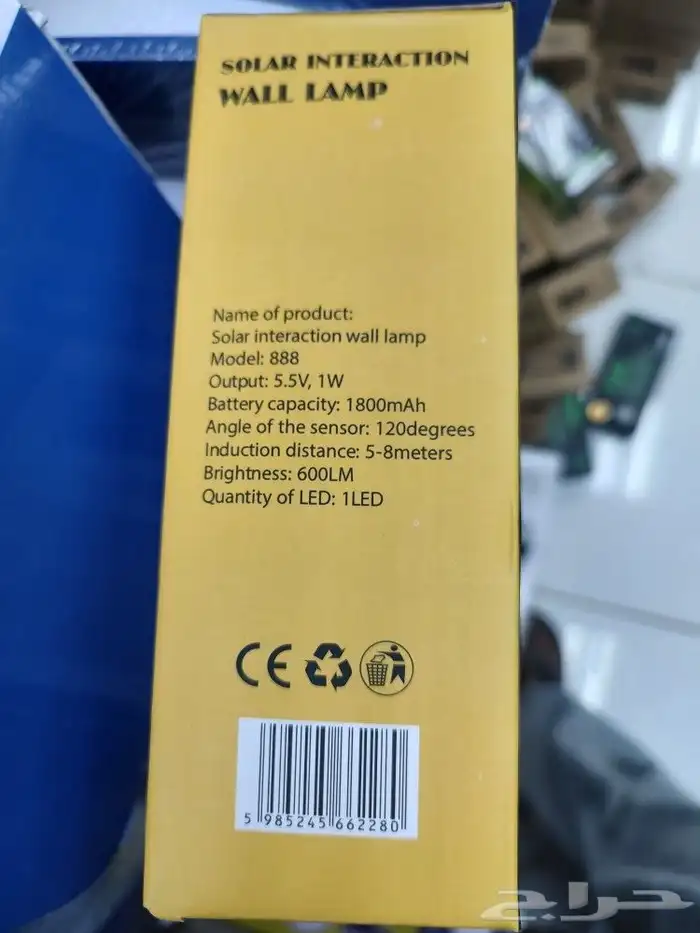 SOLAR INTERACTION
WALL LAMP
Name of product:
Solar interaction wall lamp
Model: 888
Output: 5.5V, 1W
Battery capacity: 1800mAh
Angle of the sensor: 120degrees
Induction distance: 5-8meters
Brightness: 600LM
Quantity of LED: 1LED
CE
5 985245 662280
حراج